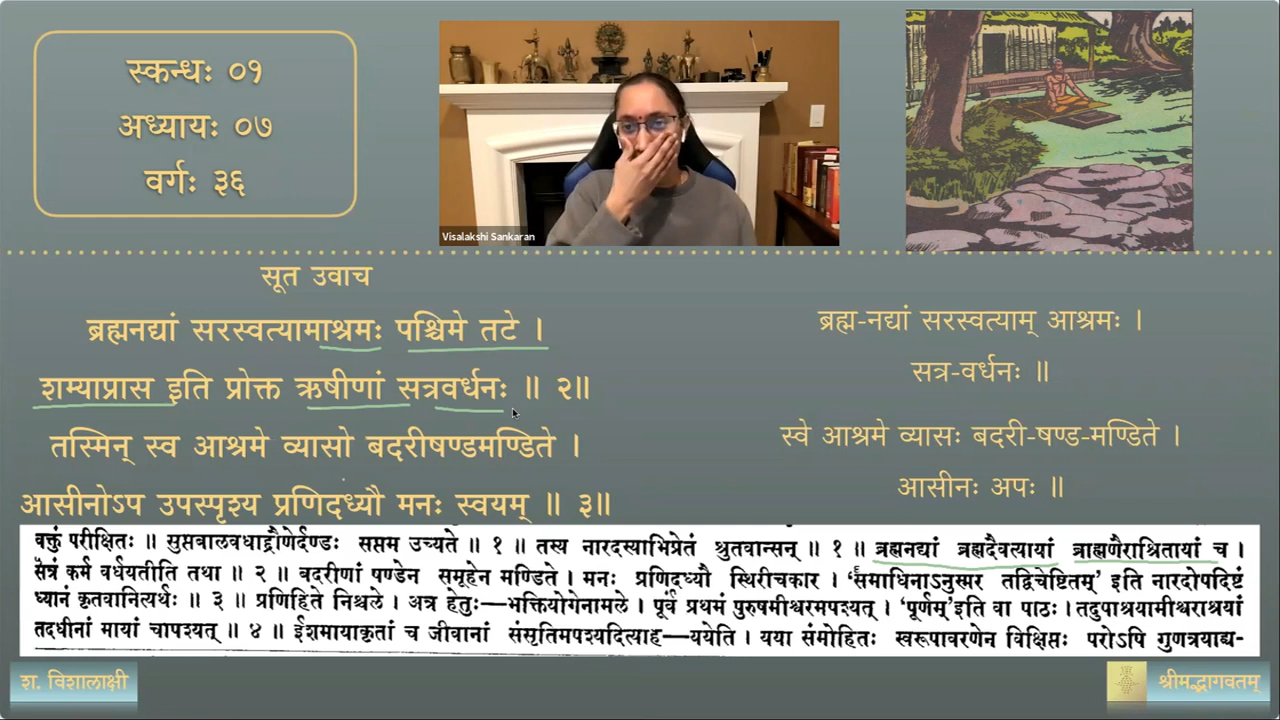 स्कन्धः ०१
अध्यायः ०७
वर्गः ३६
Visalakshi Sankaran
सूत उवाच
ब्रह्मनद्यां सरस्वत्यामाश्रमः पश्चिमे तटे ।
शम्याप्रास इति प्रोक्त ऋषीणां सत्रवर्धनः ॥ २॥
तस्मिन् स्व आश्रमे व्यासो बदरीषण्डमण्डिते ।
आसीनोऽप उपस्पृश्य प्रणिदध्यौ मनः स्वयम् ॥ ३॥
ब्रह्म-नद्यां सरस्वत्याम् आश्रमः ।
सत्र-वर्धनः ॥
स्वे आश्रमे व्यासः बदरी-षण्ड-मण्डिते ।
आसीनः अपः ॥
वक्तुं परीक्षितः ॥ सुप्तबालवधाद्रौणेर्दण्डः सप्तम उच्यते ॥ १ ॥ तस्य नारदस्याभिप्रेतं श्रुतवान्सन् ॥ १ ॥ ब्रह्मनद्यां ब्रह्मदैवत्यायां ब्राह्मणैराश्रितायां च ।
सत्रं कर्म वर्धयतीति तथा ॥ २ ॥ बदरीणां षण्डेन समूहेन मण्डिते । मनः प्रणिदध्यौ स्थिरीचकार । ‘समाधिनाऽनुस्मर तद्विचेष्टितम्’ इति नारदोपदिष्टं
ध्यानं कृतवानित्यर्थः ॥ ३ ॥ प्रणिहिते निश्चले । अत्र हेतुः—भक्तियोगेनामले । पूर्वं प्रथमं पुरुषमीश्वरमपश्यत् । ‘पूर्णम्’इति वा पाठः । तदुपाश्रयामीश्वराश्रयां
तदधीनां मायां चापश्यत् ॥ ४ ॥ ईशमायाकृतां च जीवानां संसृतिमपश्यदित्याह—ययेति । यया संमोहितः स्वरूपावरणेन विक्षिप्तः परोऽपि गुणत्रयाद्य-
श. विशालाक्षी
श्रीमद्भागवतम्